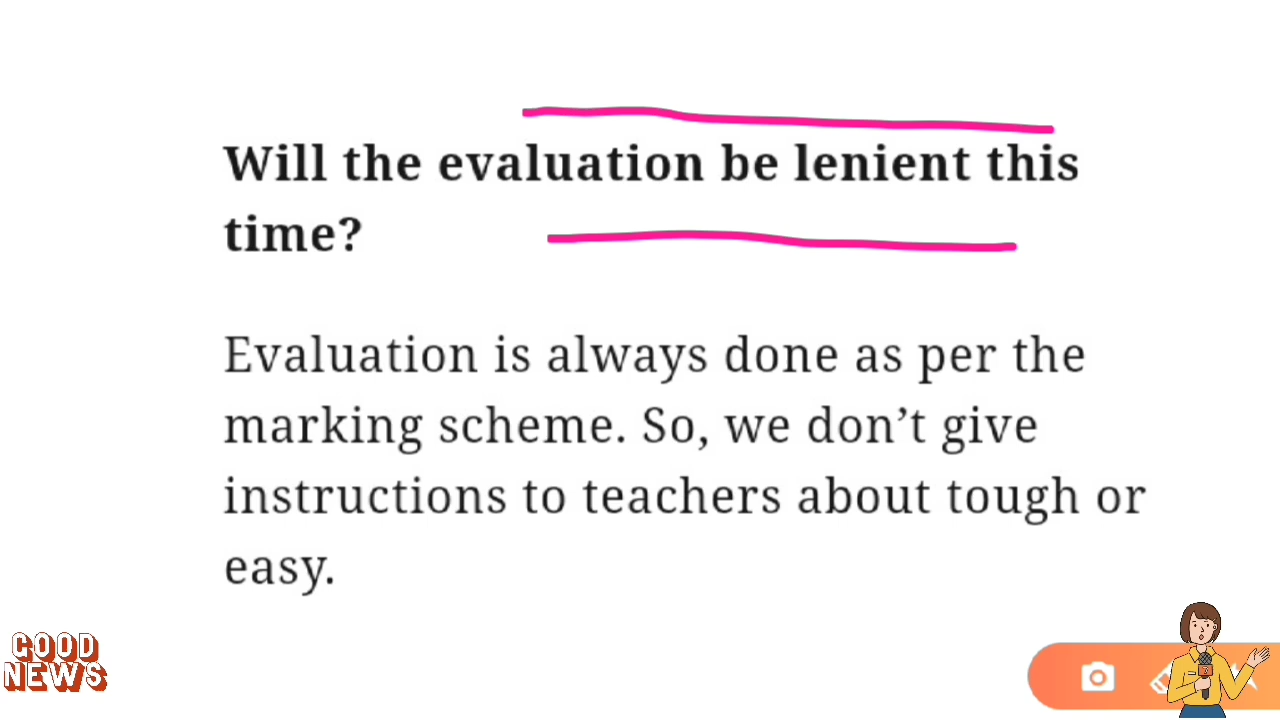 Will the evaluation be lenient this
time?
Evaluation is always done as per the
marking scheme. So, we don’t give
instructions to teachers about tough or
easy.
GOOD
NEWS